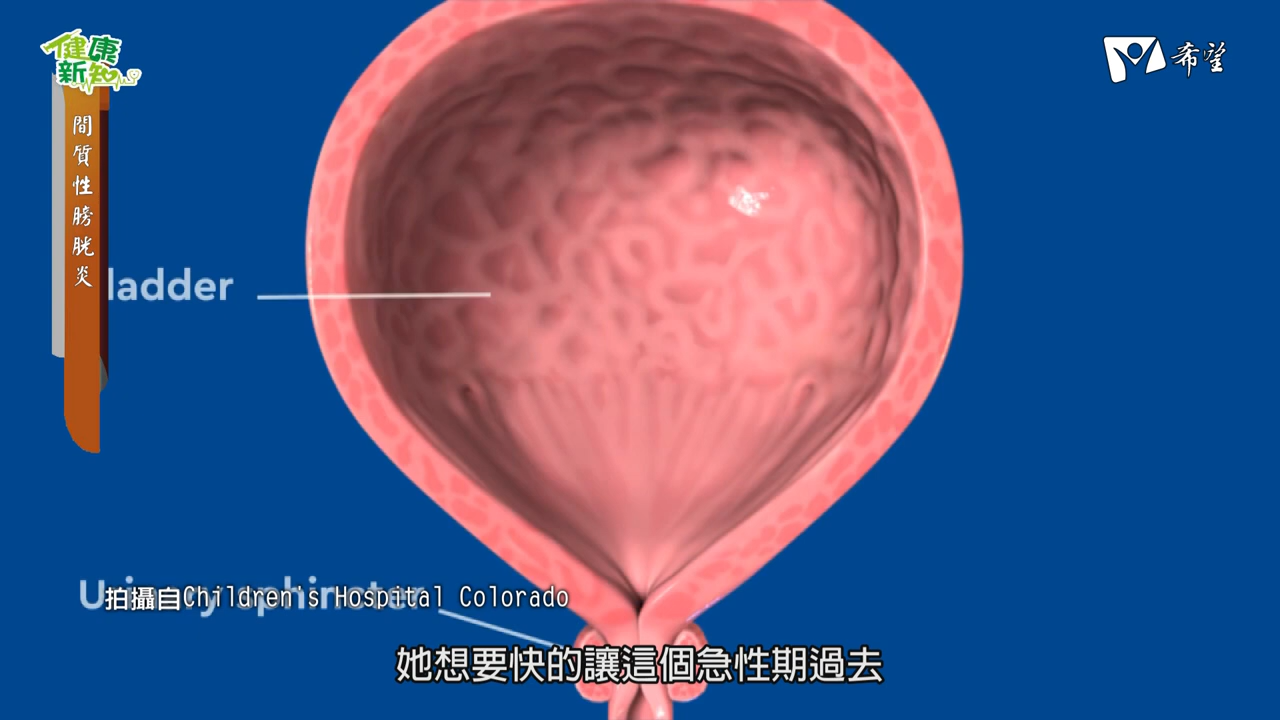 健康
新知
希望
間質性膀胱炎
ladder
Urinary sphincter
拍攝自Children's Hospital Colorado
她想要快的讓這個急性期過去